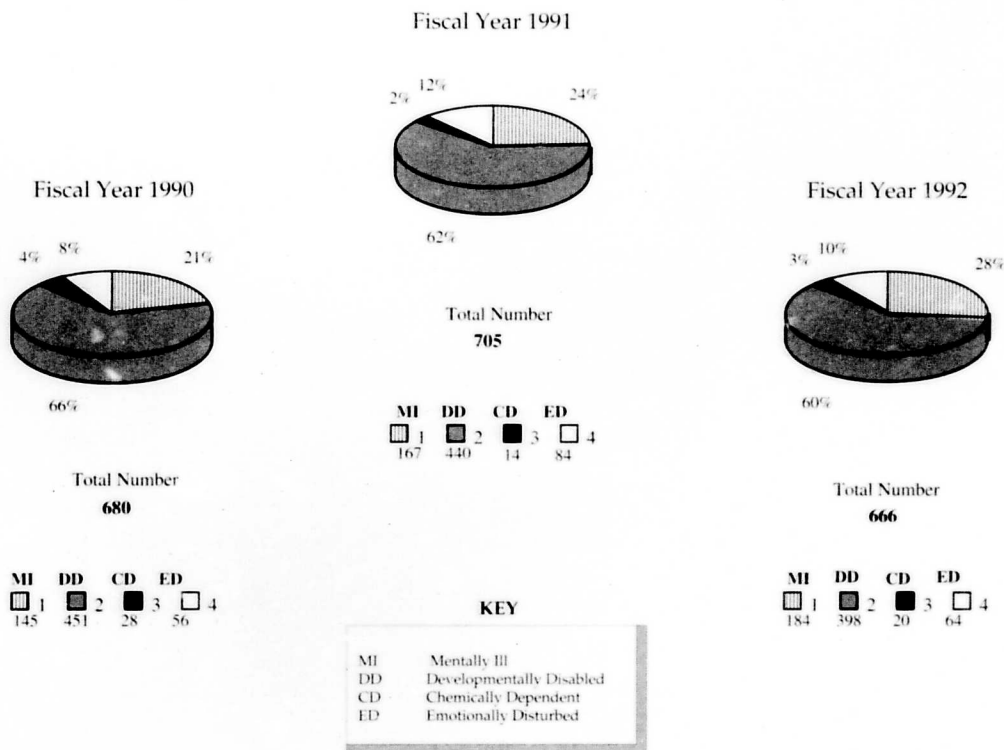 Fiscal Year 1991
2% 12% 24%
62%
Total Number
705
MI DD CD ED
1 2 3 4
167 440 14 84
Fiscal Year 1990
4% 8% 21%
66%
Total Number
680
MI DD CD ED
1 2 3 4
145 451 28 56
Fiscal Year 1992
3% 10% 28%
60%
Total Number
666
MI DD CD ED
1 2 3 4
184 398 20 64
KEY
MI Mentally Ill
DD Developmentally Disabled
CD Chemically Dependent
ED Emotionally Disturbed